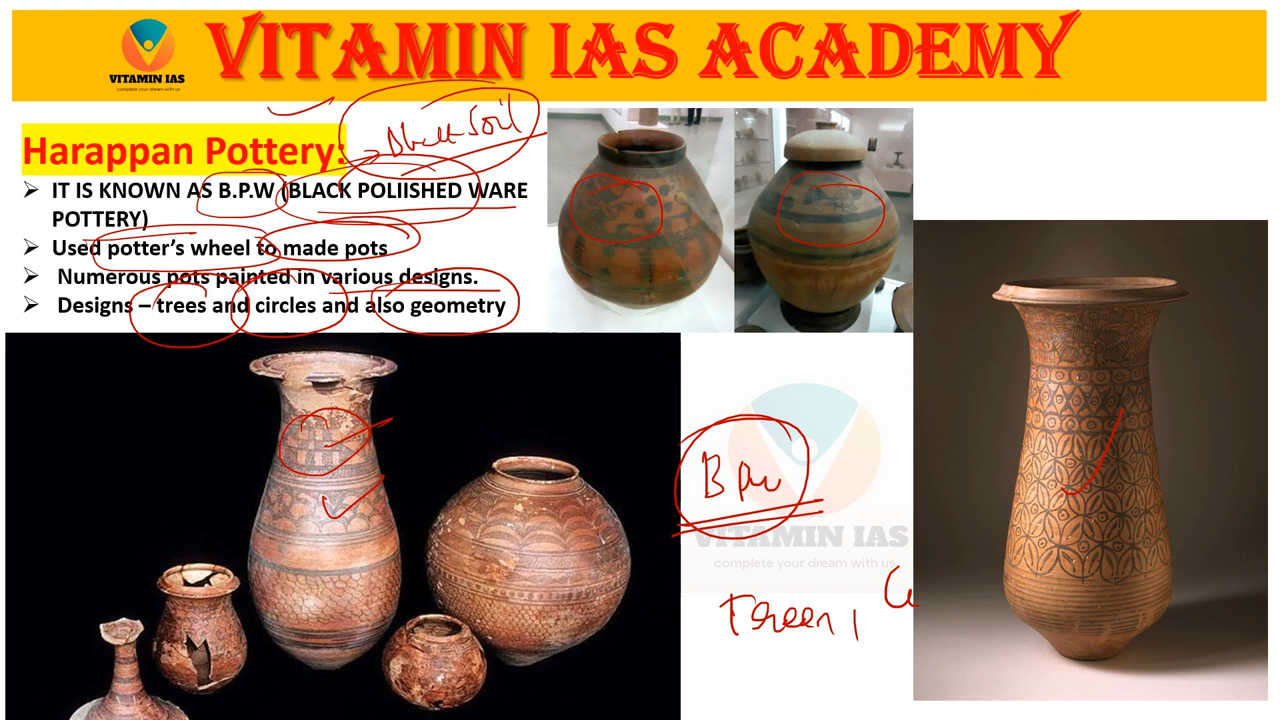 VITAMIN IAS ACADEMY
VITAMIN IAS
complete your dream with us
Harappan Pottery:
Black Soil
➢ IT IS KNOWN AS B.P.W (BLACK POLIISHED WARE
POTTERY)
➢ Used potter's wheel to made pots
➢ Numerous pots painted in various designs.
➢ Designs – trees and circles and also geometry
BPW
VITAMIN IAS
complete your dream with us